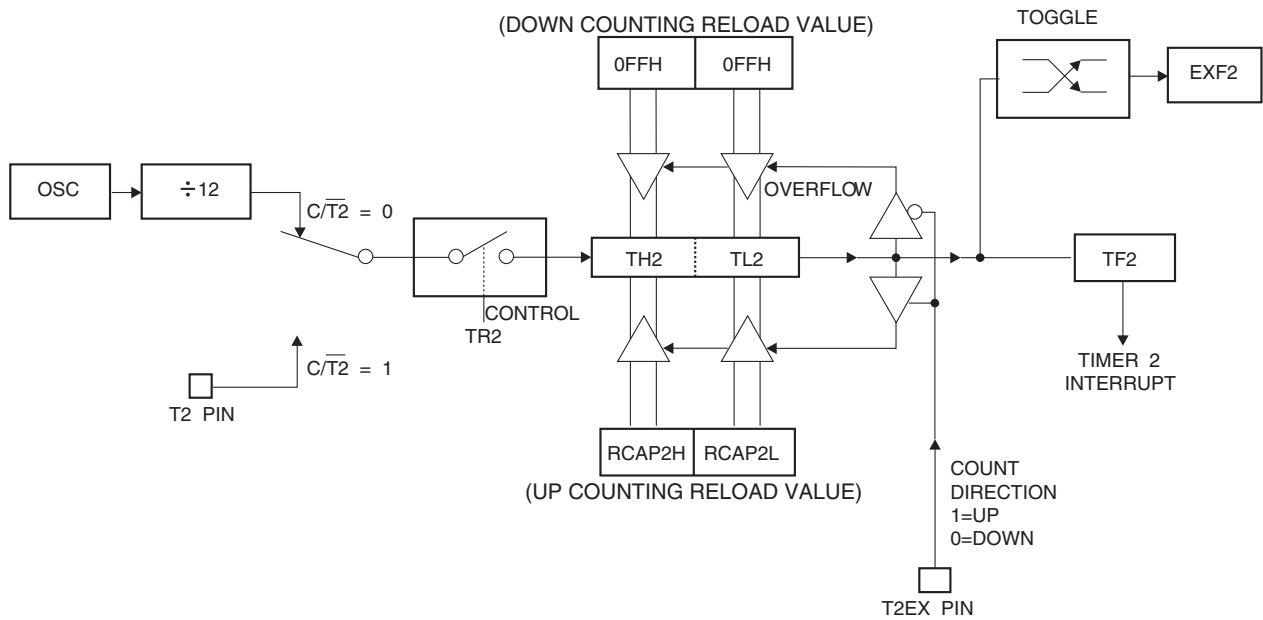 TOGGLE
(DOWN COUNTING RELOAD VALUE)
0FFH 0FFH
EXF2
OSC
÷12
OVERFLOW
C/T2̅ = 0
TH2 TL2
TF2
CONTROL
TR2
C/T2̅ = 1
TIMER 2
INTERRUPT
T2 PIN
RCAP2H RCAP2L
(UP COUNTING RELOAD VALUE)
COUNT
DIRECTION
1=UP
0=DOWN
T2EX PIN